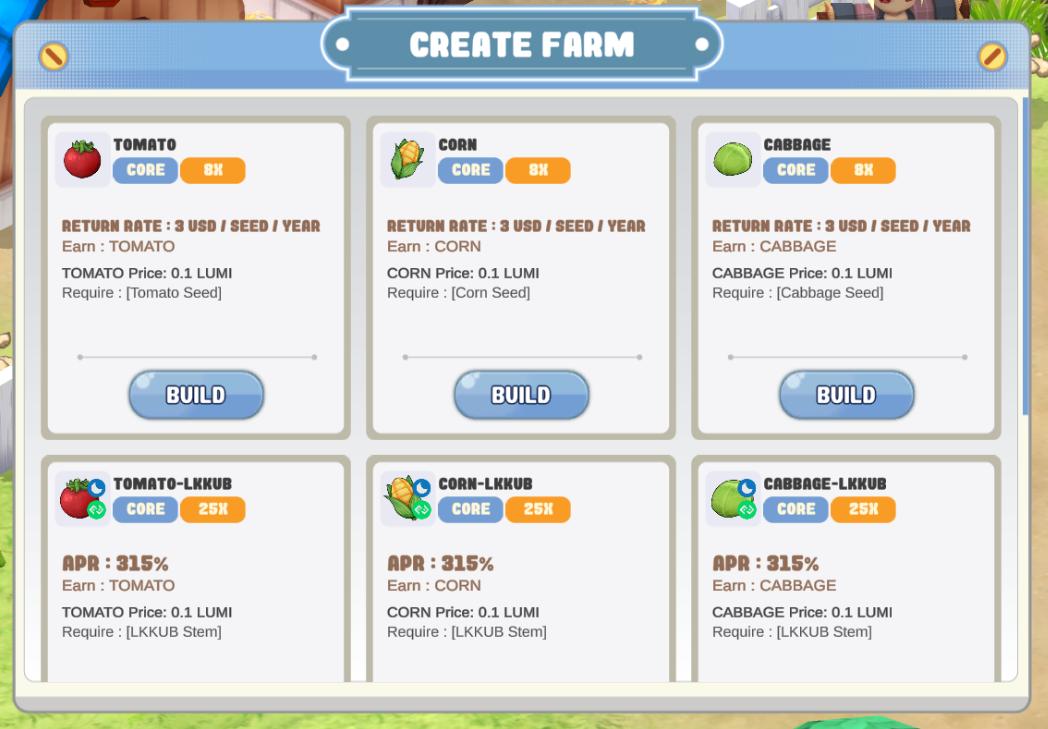 CREATE FARM
TOMATO
CORE 8X
RETURN RATE : 3 USD / SEED / YEAR
Earn : TOMATO
TOMATO Price: 0.1 LUMI
Require : [Tomato Seed]
BUILD
CORN
CORE 8X
RETURN RATE : 3 USD / SEED / YEAR
Earn : CORN
CORN Price: 0.1 LUMI
Require : [Corn Seed]
BUILD
CABBAGE
CORE 8X
RETURN RATE : 3 USD / SEED / YEAR
Earn : CABBAGE
CABBAGE Price: 0.1 LUMI
Require : [Cabbage Seed]
BUILD
TOMATO-LKKUB
CORE 25X
APR : 315%
Earn : TOMATO
TOMATO Price: 0.1 LUMI
Require : [LKKUB Stem]
CORN-LKKUB
CORE 25X
APR : 315%
Earn : CORN
CORN Price: 0.1 LUMI
Require : [LKKUB Stem]
CABBAGE-LKKUB
CORE 25X
APR : 315%
Earn : CABBAGE
CABBAGE Price: 0.1 LUMI
Require : [LKKUB Stem]